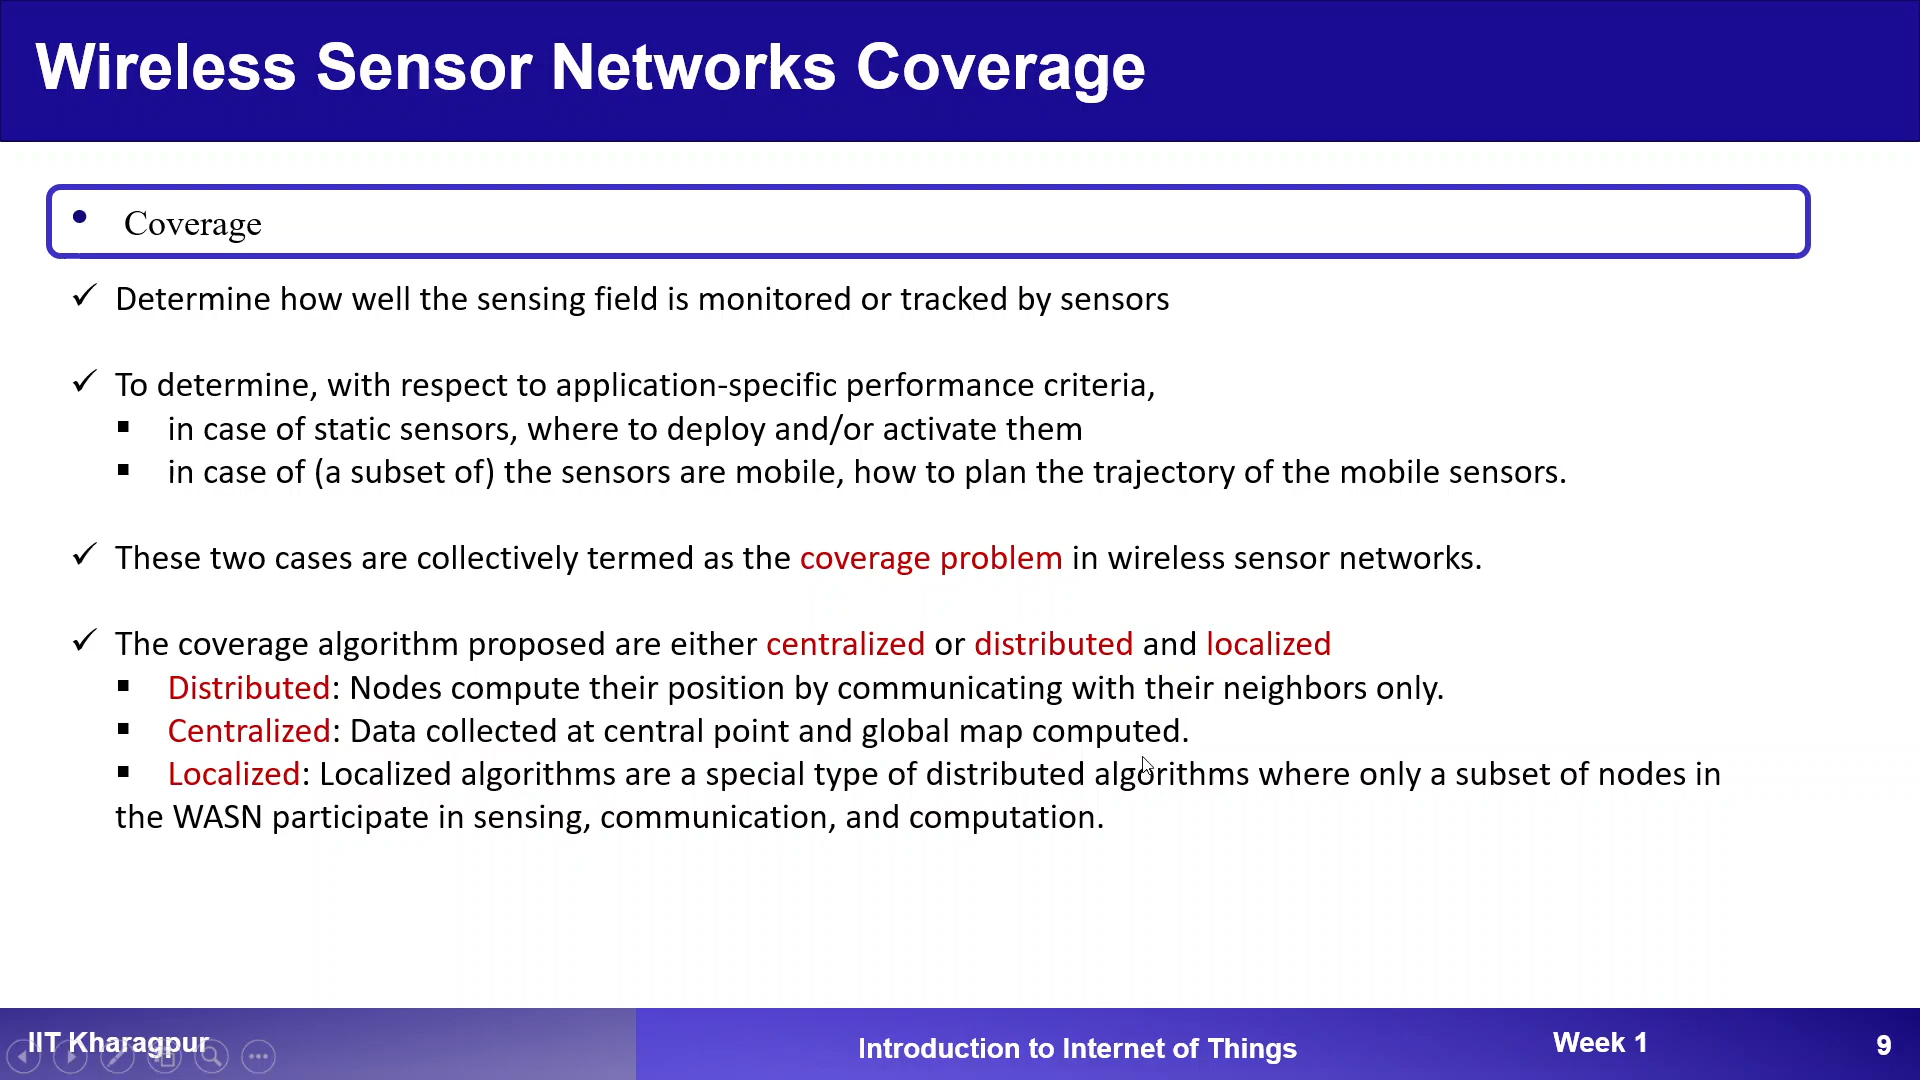 Wireless Sensor Networks Coverage
• Coverage
✓ Determine how well the sensing field is monitored or tracked by sensors
✓ To determine, with respect to application-specific performance criteria,
▪ in case of static sensors, where to deploy and/or activate them
▪ in case of (a subset of) the sensors are mobile, how to plan the trajectory of the mobile sensors.
✓ These two cases are collectively termed as the coverage problem in wireless sensor networks.
✓ The coverage algorithm proposed are either centralized or distributed and localized
▪ Distributed: Nodes compute their position by communicating with their neighbors only.
▪ Centralized: Data collected at central point and global map computed.
▪ Localized: Localized algorithms are a special type of distributed algorithms where only a subset of nodes in
the WASN participate in sensing, communication, and computation.
IIT Kharagpur
Introduction to Internet of Things
Week 1
9